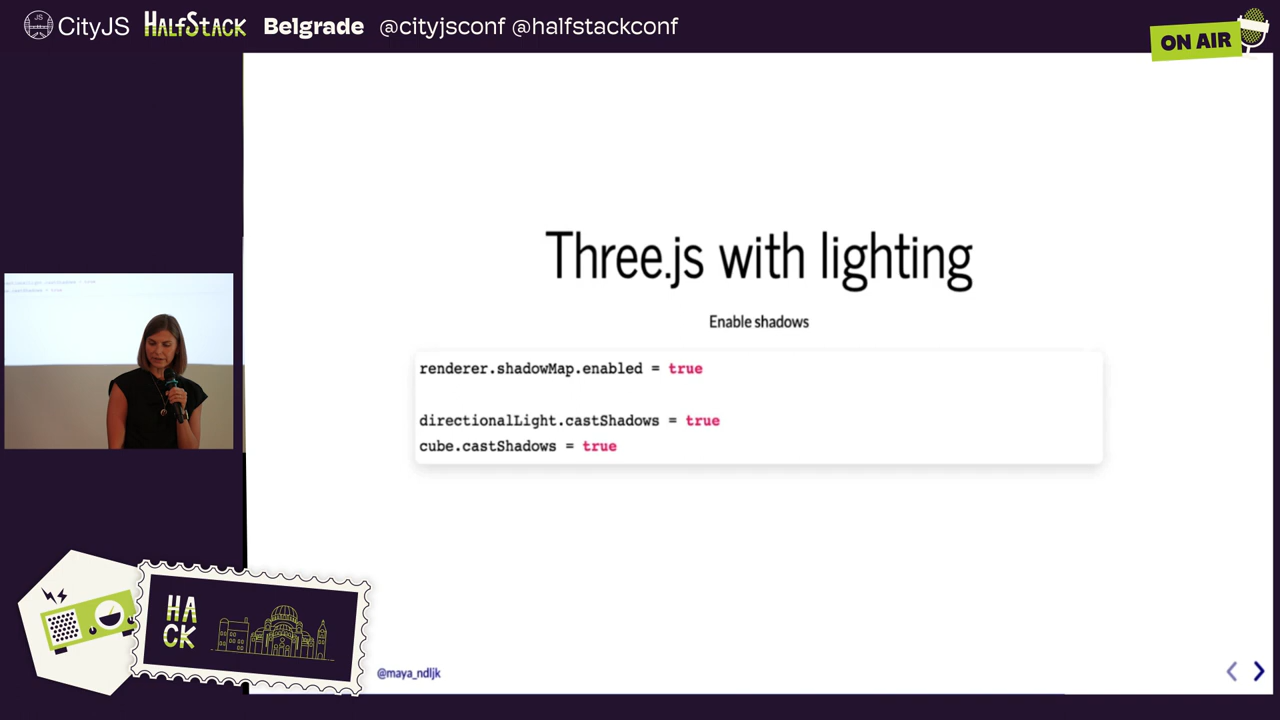 JS CityJS HALFSTACK Belgrade @cityjsconf @halfstackconf
ON AIR
Three.js with lighting
Enable shadows
renderer.shadowMap.enabled = true
directionalLight.castShadows = true
cube.castShadows = true
HA
CK
@maya_ndljk